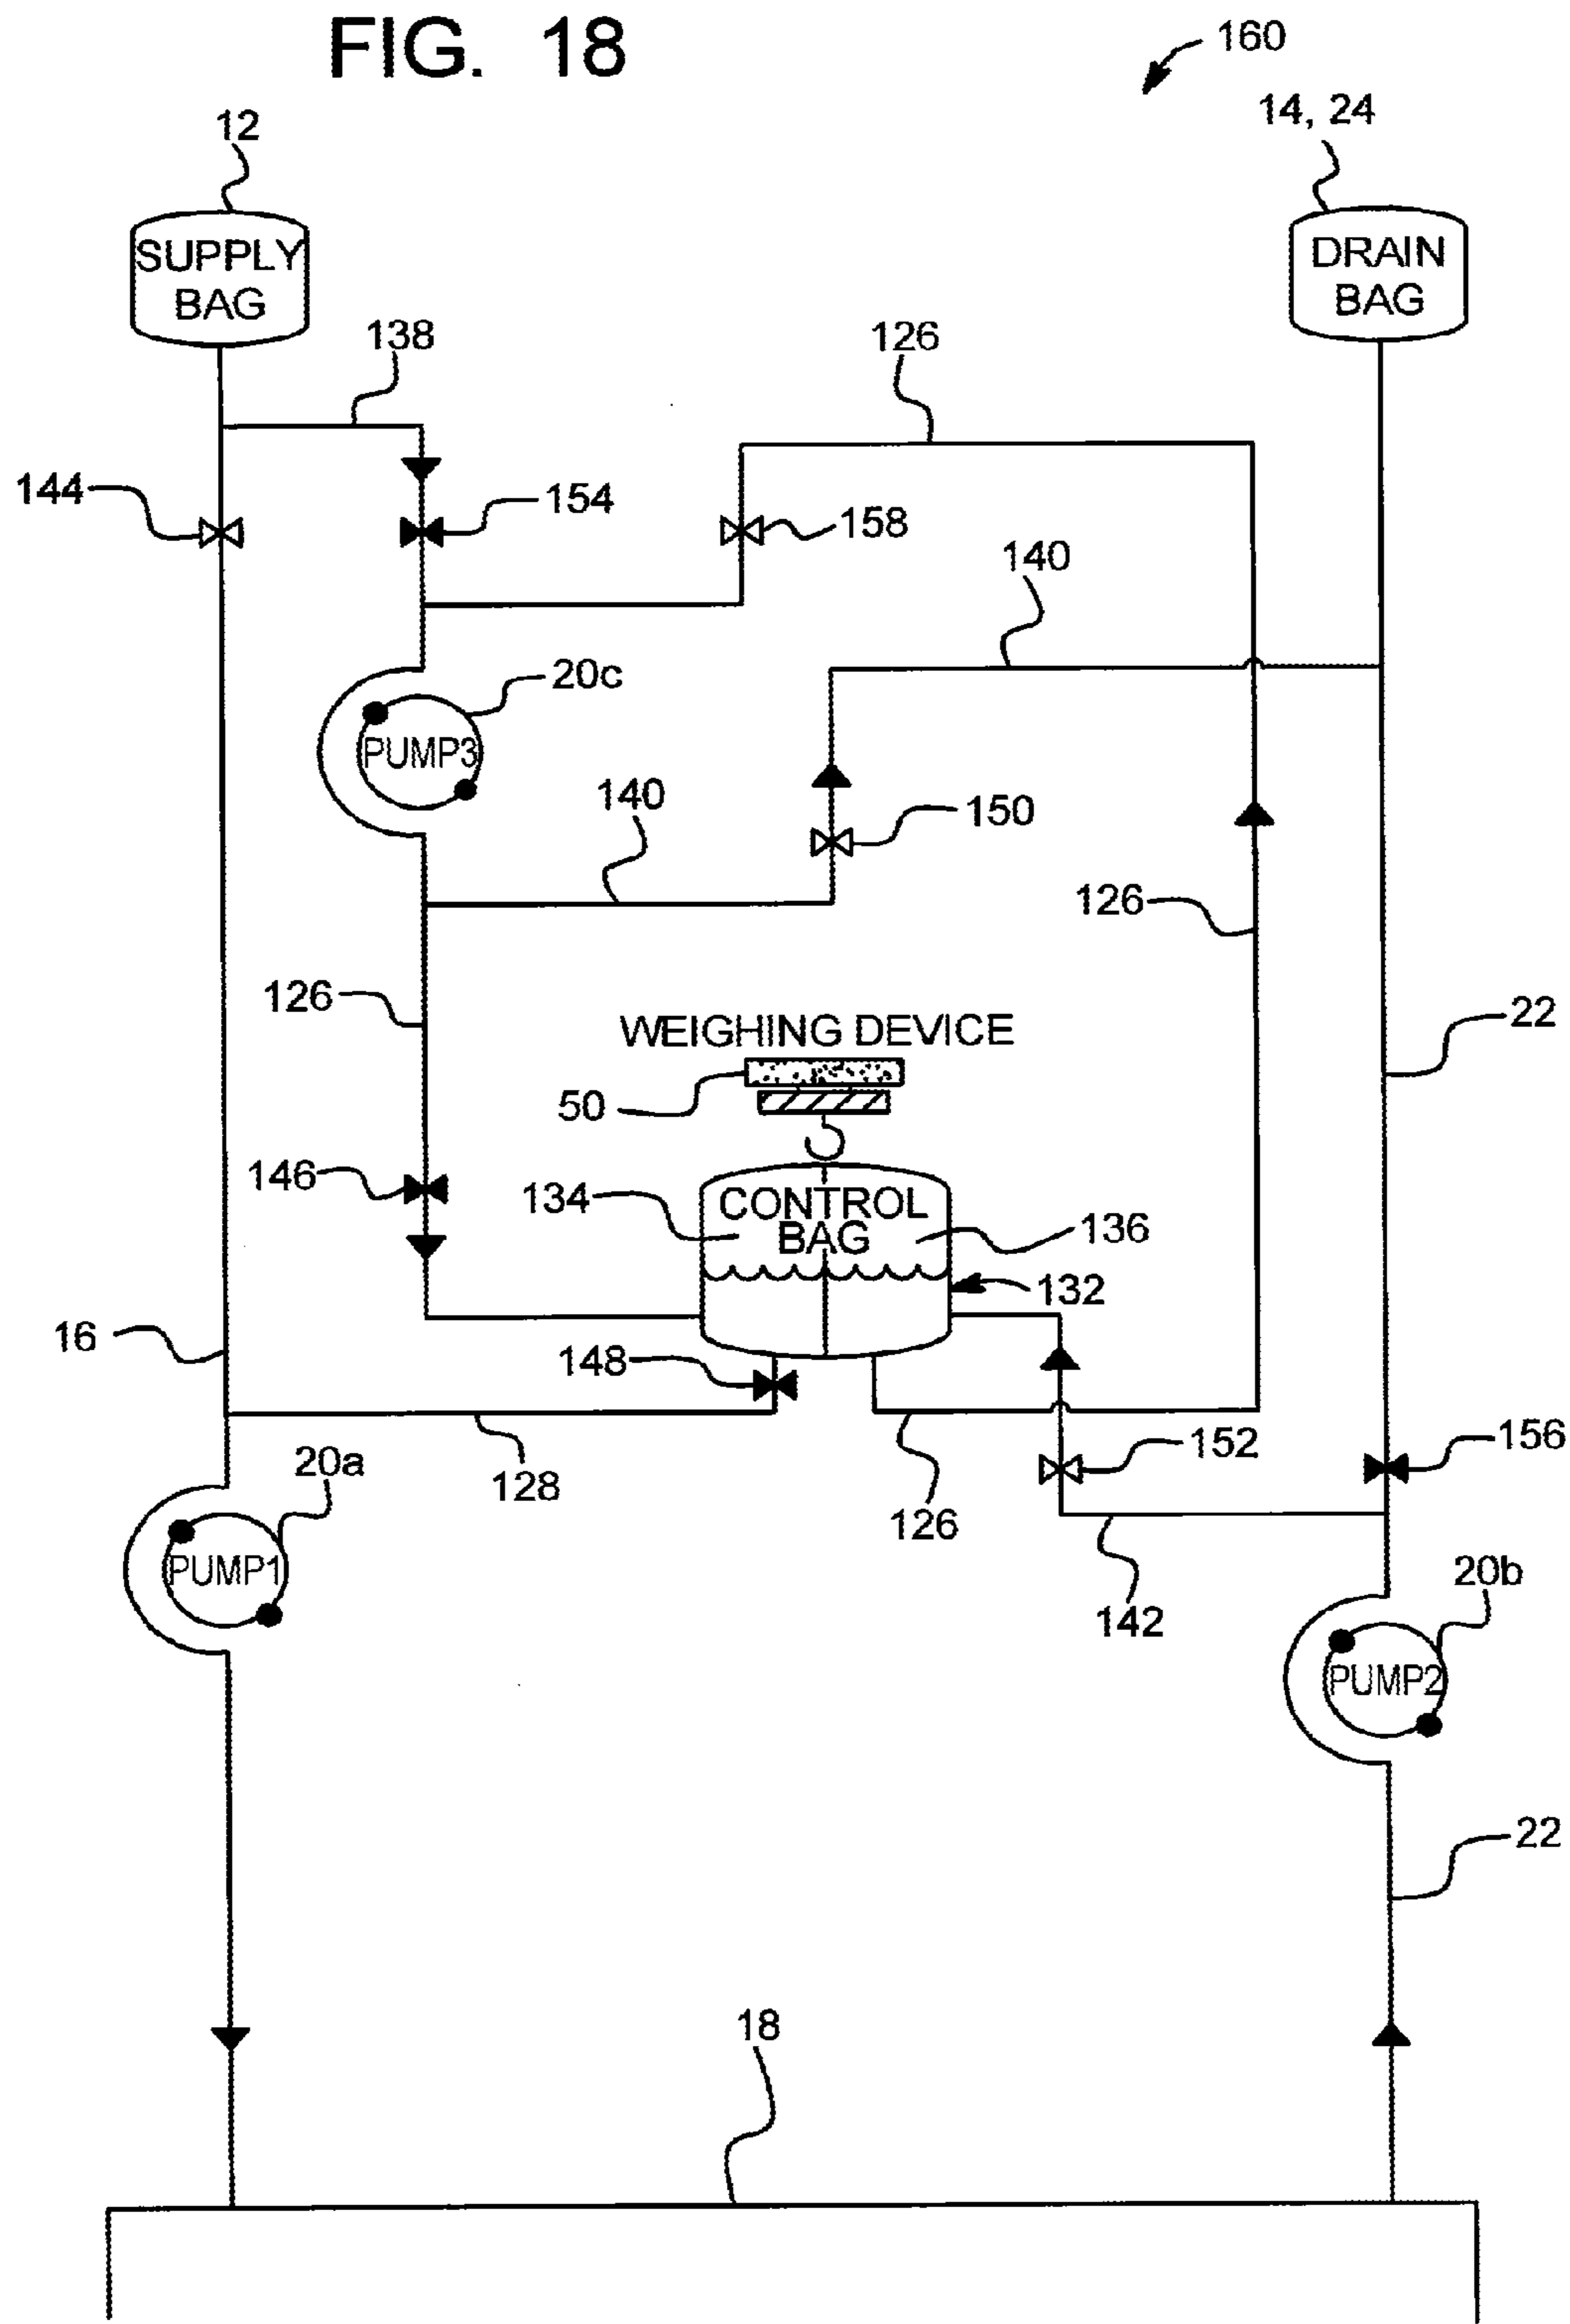 FIG. 18
160
12
14, 24
SUPPLY
BAG
DRAIN
BAG
138
126
144
154
158
140
20c
PUMP3
140
150
126
126
22
WEIGHING DEVICE
50
146
134
CONTROL
BAG
136
132
16
148
20a
128
152
156
126
PUMP1
142
20b
PUMP2
22
18